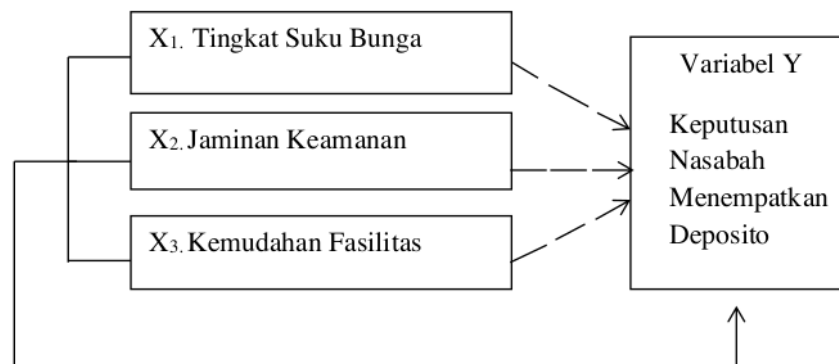 X1. Tingkat Suku Bunga
X2. Jaminan Keamanan
X3. Kemudahan Fasilitas
Variabel Y
Keputusan
Nasabah
Menempatkan
Deposito